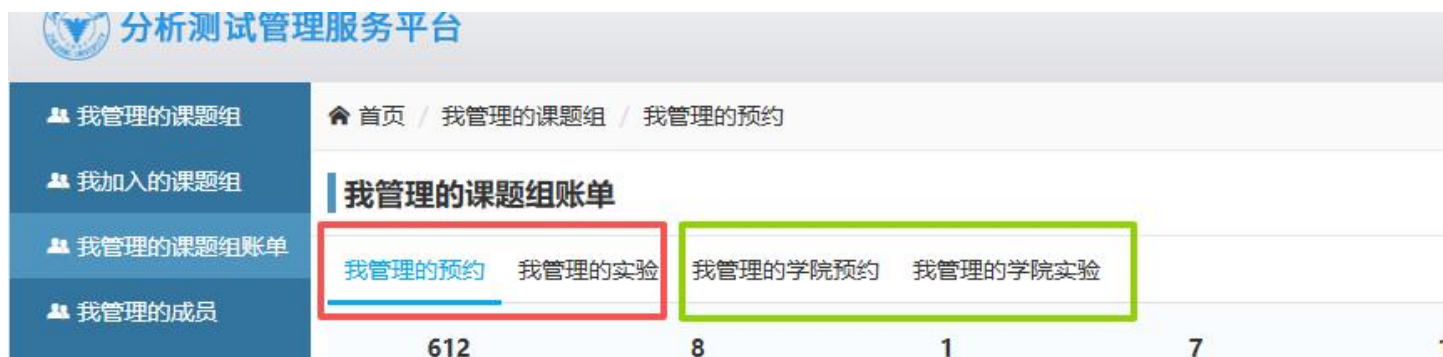 分析测试管理服务平台
我管理的课题组
首页 / 我管理的课题组 / 我管理的预约
我加入的课题组
我管理的课题组账单
我管理的课题组账单
我管理的预约 我管理的实验 我管理的学院预约 我管理的学院实验
我管理的成员
612 8 1 7